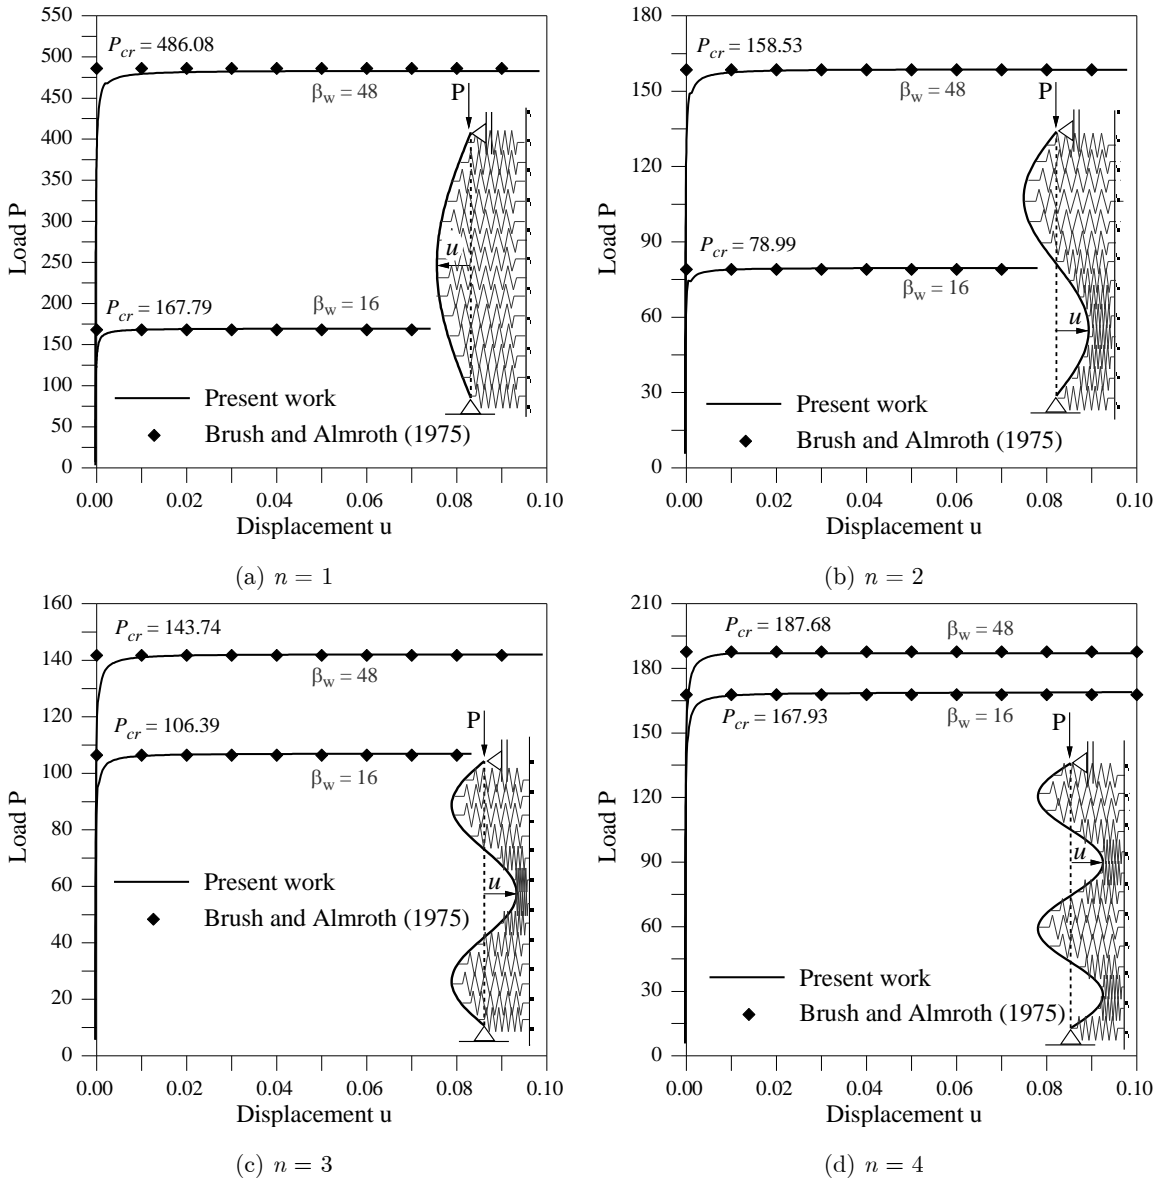 550
500
450
400
350
300
250
200
150
100
50
0
Load P
P_cr = 486.08
β_w = 48
P
u
P_cr = 167.79
β_w = 16
Present work
Brush and Almroth (1975)
0.00 0.02 0.04 0.06 0.08 0.10
Displacement u
(a) n = 1
180
150
120
90
60
30
0
Load P
P_cr = 158.53
β_w = 48
P
P_cr = 78.99
β_w = 16
u
Present work
Brush and Almroth (1975)
0.00 0.02 0.04 0.06 0.08 0.10
Displacement u
(b) n = 2
160
140
120
100
80
60
40
20
0
Load P
P_cr = 143.74
β_w = 48
P_cr = 106.39
P
β_w = 16
u
Present work
Brush and Almroth (1975)
0.00 0.02 0.04 0.06 0.08 0.10
Displacement u
(c) n = 3
210
180
150
120
90
60
30
0
Load P
P_cr = 187.68
β_w = 48
P_cr = 167.93
β_w = 16
P
u
Present work
Brush and Almroth (1975)
0.00 0.02 0.04 0.06 0.08 0.10
Displacement u
(d) n = 4